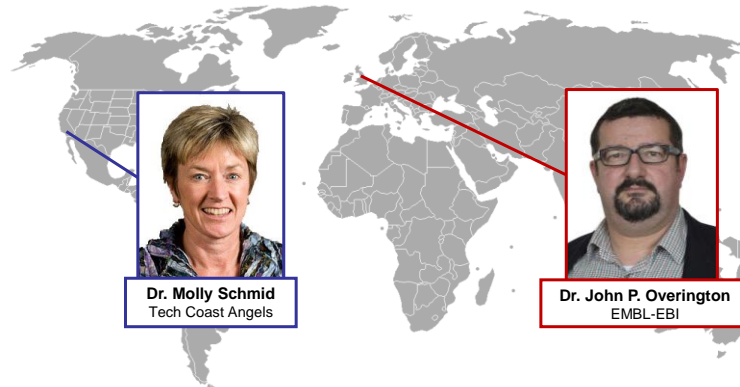 Dr. Molly Schmid
Tech Coast Angels
Dr. John P. Overington
EMBL-EBI